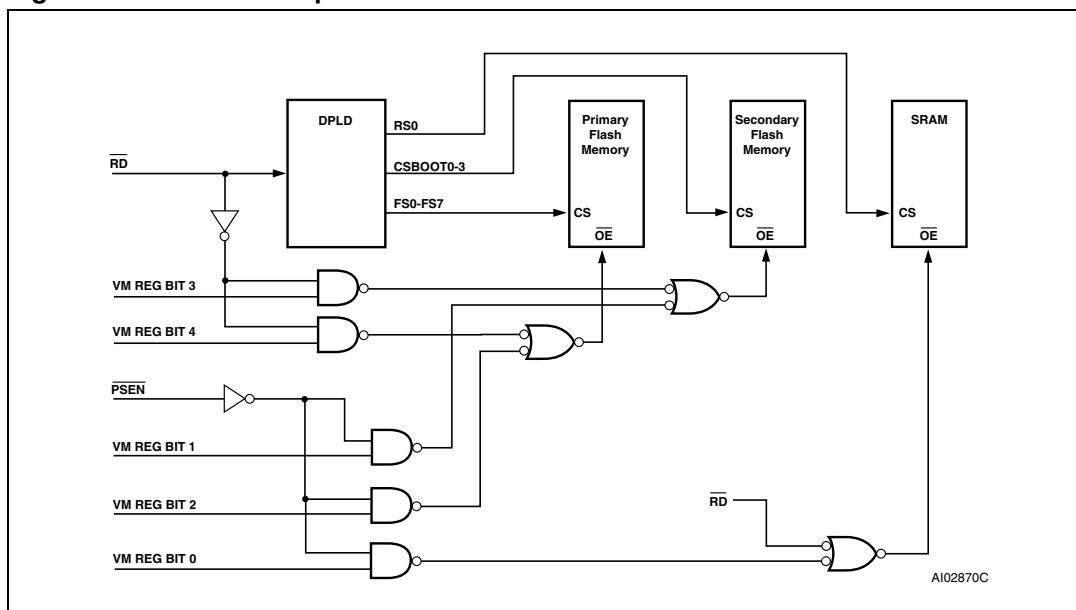 DPLD
RS0
CSBOOT0-3
FS0-FS7
Primary
Flash
Memory
CS
OE
Secondary
Flash
Memory
CS
OE
SRAM
CS
OE
RD
VM REG BIT 3
VM REG BIT 4
PSEN
VM REG BIT 1
VM REG BIT 2
VM REG BIT 0
RD
AI02870C